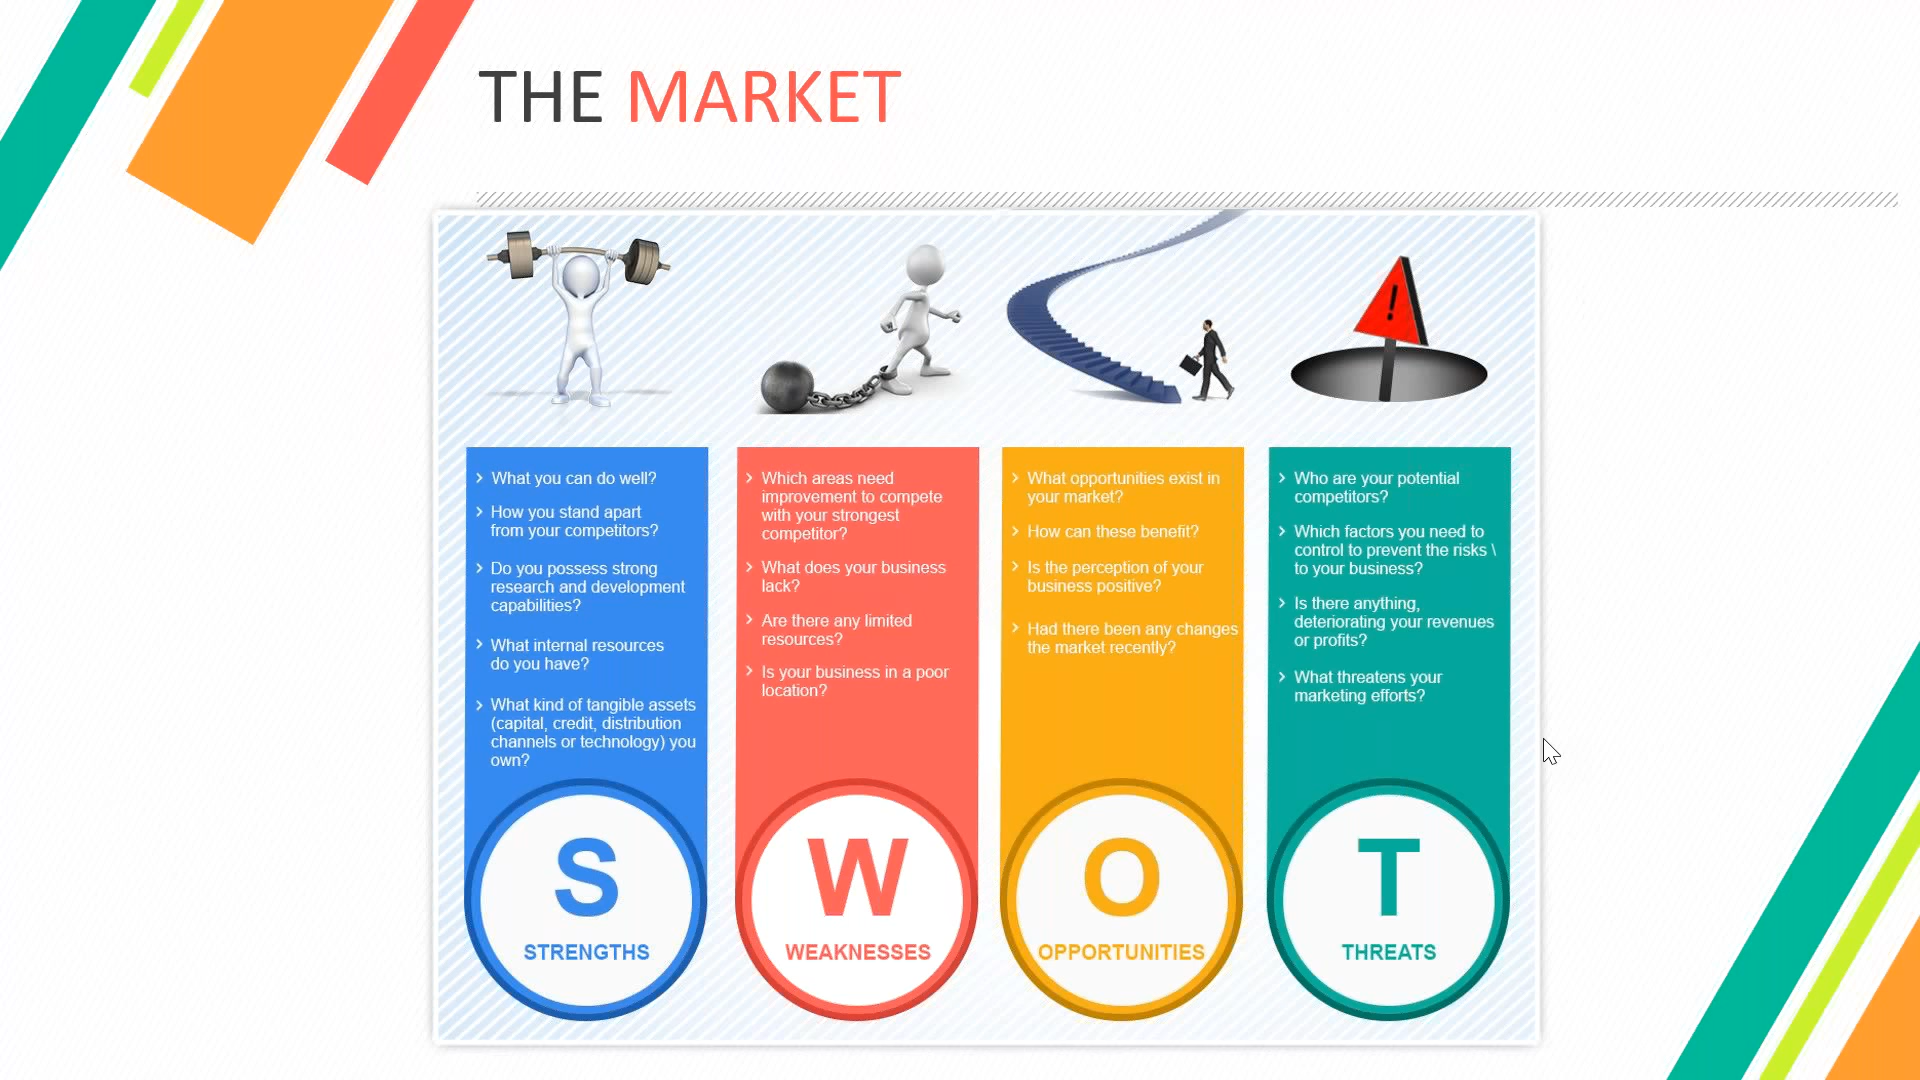 THE MARKET
What you can do well?
How you stand apart
from your competitors?
Do you possess strong
research and development
capabilities?
What internal resources
do you have?
What kind of tangible assets
(capital, credit, distribution
channels or technology) you
own?
S
STRENGTHS
Which areas need
improvement to compete
with your strongest
competitor?
What does your business
lack?
Are there any limited
resources?
Is your business in a poor
location?
W
WEAKNESSES
What opportunities exist in
your market?
How can these benefit?
Is the perception of your
business positive?
Had there been any changes
the market recently?
O
OPPORTUNITIES
!
Who are your potential
competitors?
Which factors you need to
control to prevent the risks \
to your business?
Is there anything,
deteriorating your revenues
or profits?
What threatens your
marketing efforts?
T
THREATS